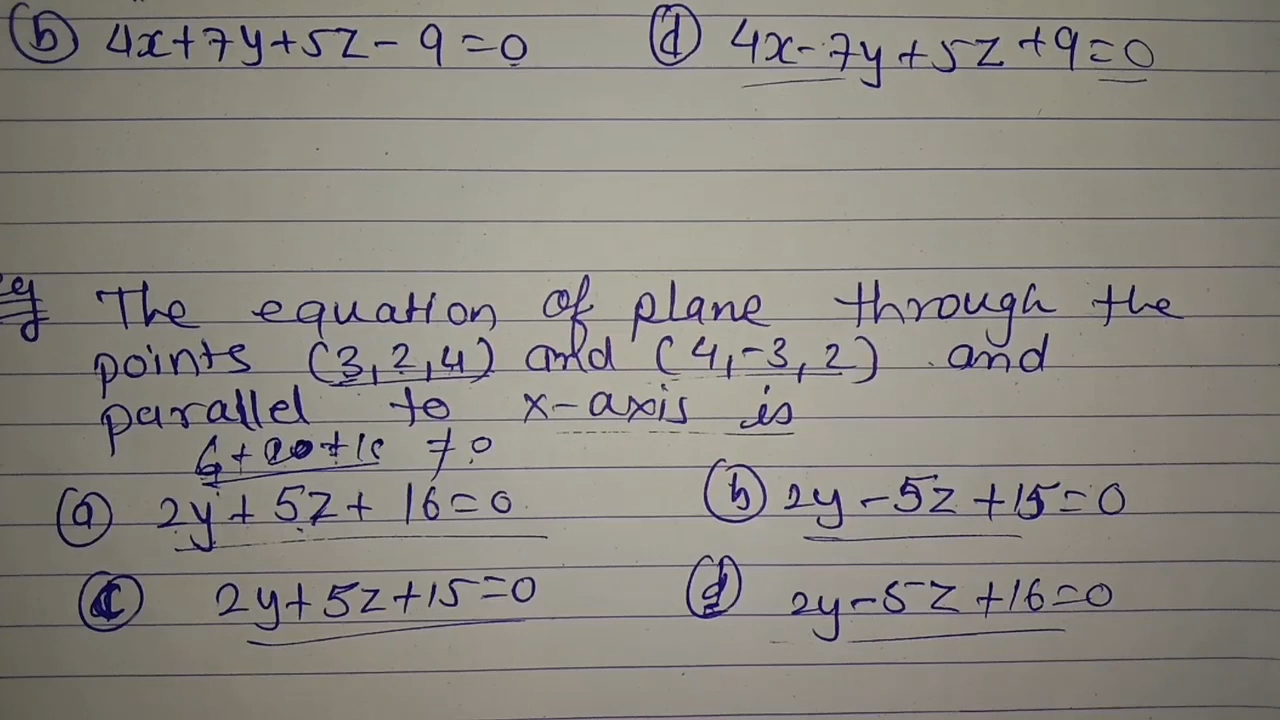 (b) 4x+7y+5z-9=0 (d) 4x-7y+5z+9=0
The equation of plane through the
points (3,2,4) and (4,-3,2) and
parallel to x-axis is
(a) 2y+5z+16=0 (b) 2y-5z+15=0
(c) 2y+5z+15=0 (d) 2y-5z+16=0